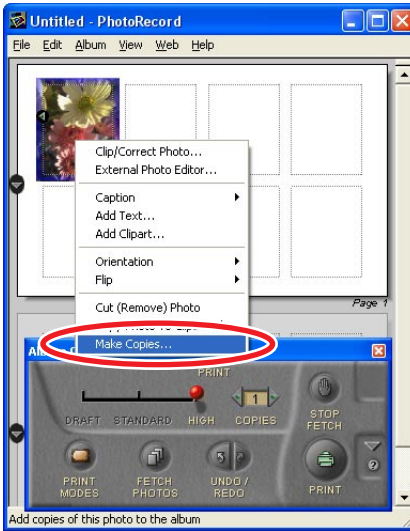 Untitled - PhotoRecord
File Edit Album View Web Help
Clip/Correct Photo...
External Photo Editor...
Caption
Add Text...
Add Clipart...
Orientation
Flip
Cut (Remove) Photo
Page 1
Make Copies...
PRINT
1
DRAFT STANDARD HIGH COPIES
STOP
FETCH
PRINT
MODES
FETCH
PHOTOS
UNDO /
REDO
?
PRINT
Add copies of this photo to the album